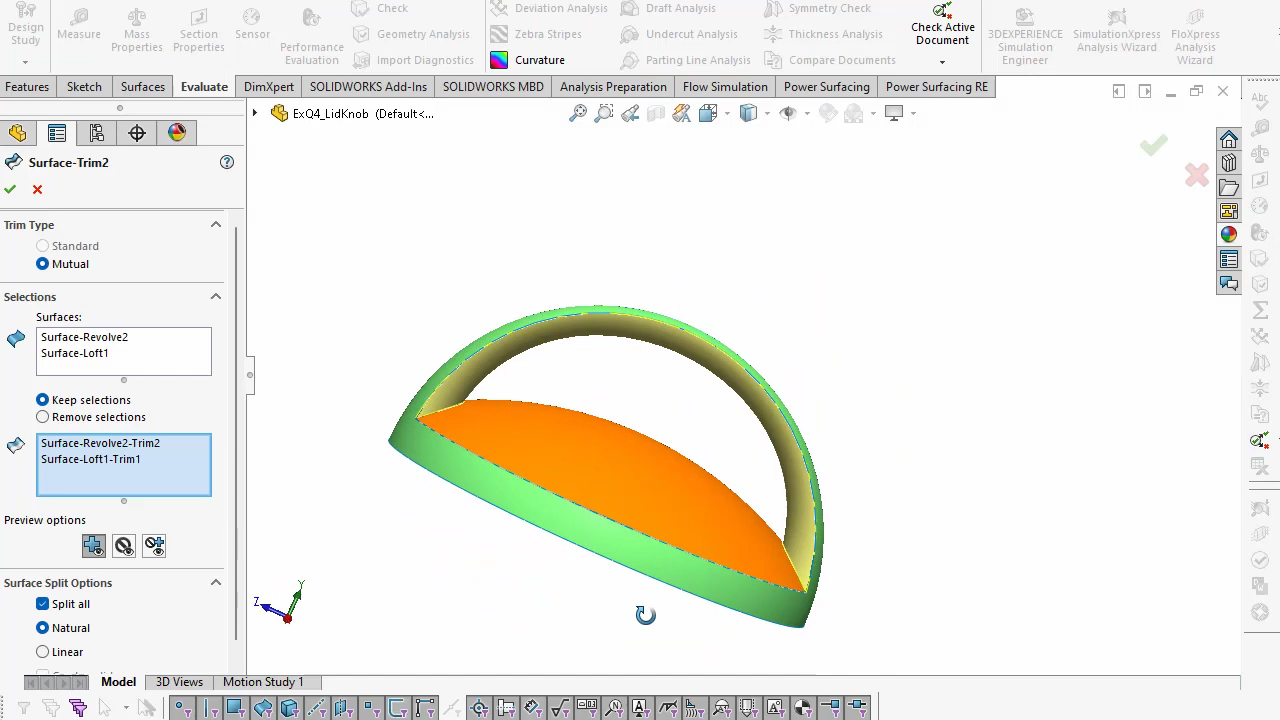 Design Study
Measure
Mass Properties
Section Properties
Sensor
Performance Evaluation
Check
Geometry Analysis
Import Diagnostics
Deviation Analysis
Zebra Stripes
Curvature
Draft Analysis
Undercut Analysis
Parting Line Analysis
Symmetry Check
Thickness Analysis
Compare Documents
Check Active Document
3DEXPERIENCE Simulation Engineer
SimulationXpress Analysis Wizard
FloXpress Analysis Wizard
Features
Sketch
Surfaces
Evaluate
DimXpert
SOLIDWORKS Add-Ins
SOLIDWORKS MBD
Analysis Preparation
Flow Simulation
Power Surfacing
Power Surfacing RE
ExQ4_LidKnob (Default<...
Surface-Trim2
Trim Type
Standard
Mutual
Selections
Surfaces:
Surface-Revolve2
Surface-Loft1
Keep selections
Remove selections
Surface-Revolve2-Trim2
Surface-Loft1-Trim1
Preview options
Surface Split Options
Split all
Natural
Linear
Z
Y
Model
3D Views
Motion Study 1